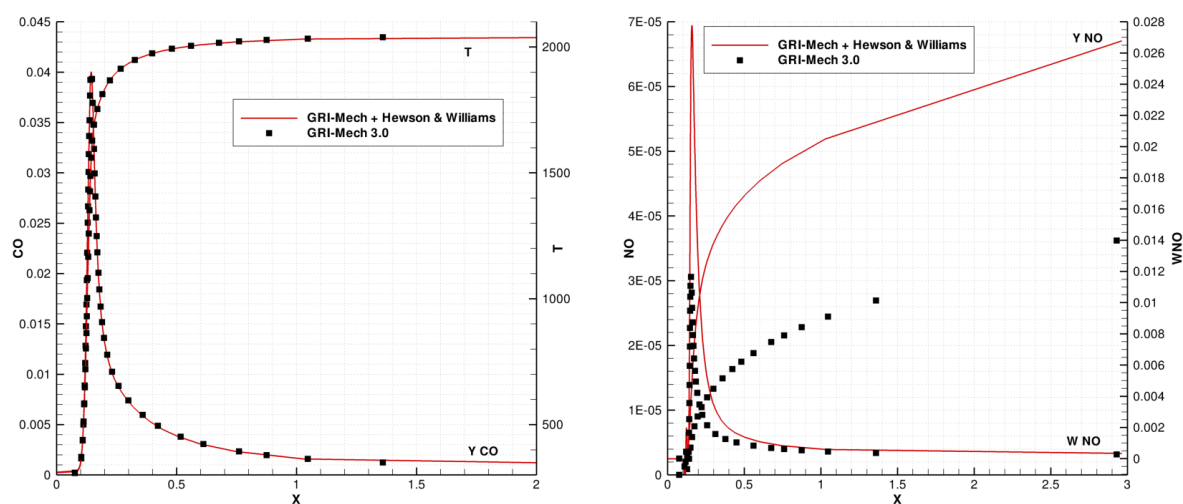 0.045
0.04
0.035
0.03
0.025
0.02
0.015
0.01
0.005
0
CO
0
0.5
1
1.5
2
X
2000
1500
1000
500
T
T
GRI-Mech + Hewson & Williams
GRI-Mech 3.0
Y CO
7E-05
6E-05
5E-05
4E-05
3E-05
2E-05
1E-05
0
NO
0
0.5
1
1.5
2
2.5
3
X
0.028
0.026
0.024
0.022
0.02
0.018
0.016
0.014
0.012
0.01
0.008
0.006
0.004
0.002
0
WNO
GRI-Mech + Hewson & Williams
GRI-Mech 3.0
Y NO
W NO